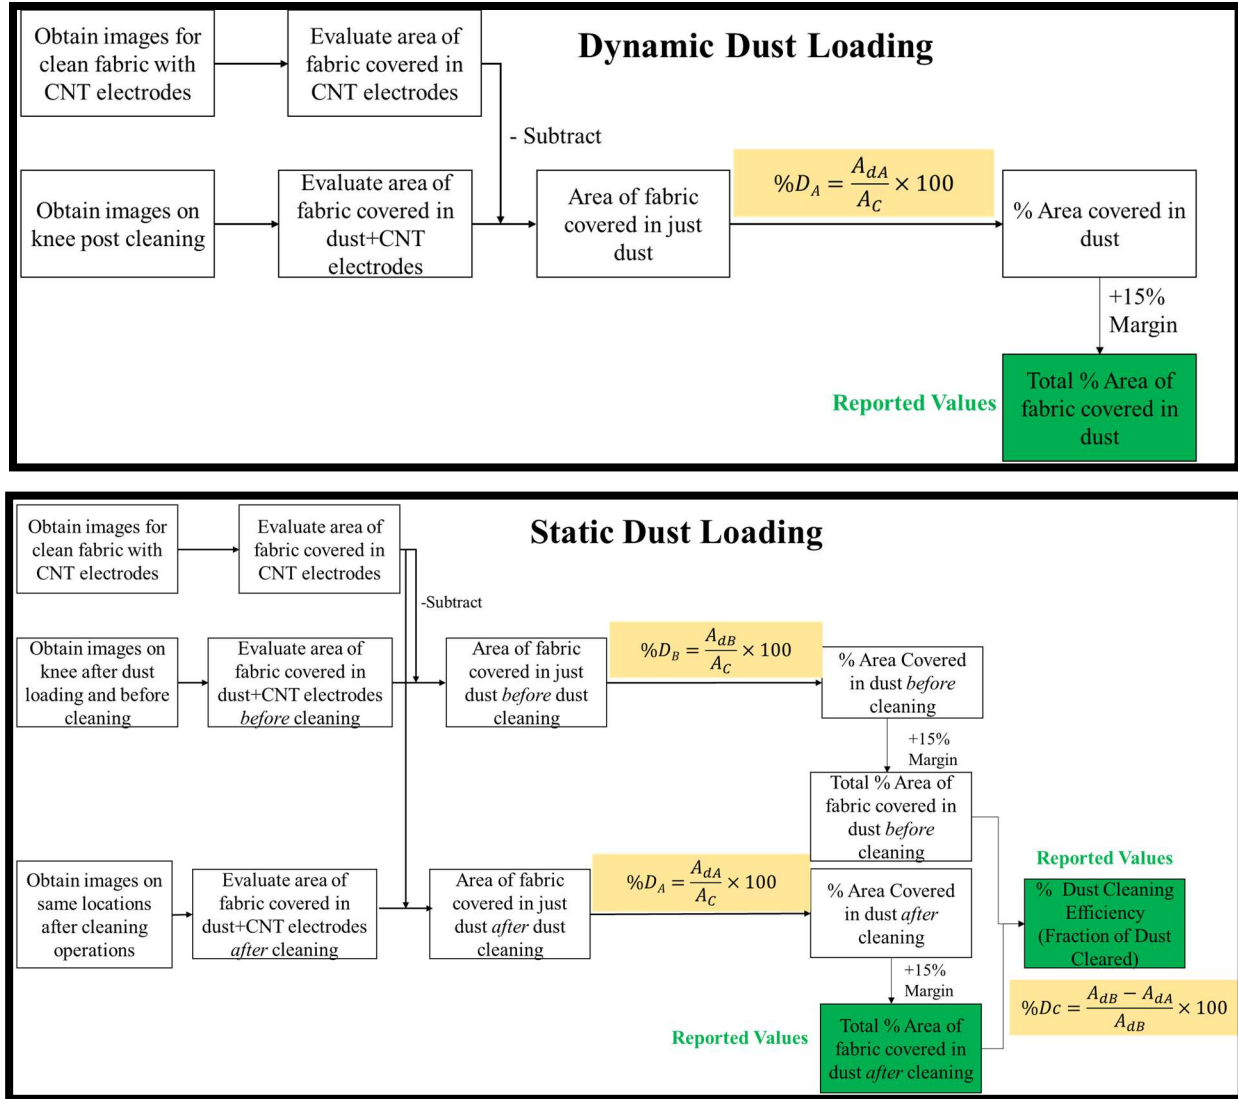 Dynamic Dust Loading
Obtain images for
clean fabric with
CNT electrodes
Evaluate area of
fabric covered in
CNT electrodes
- Subtract
Obtain images on
knee post cleaning
Evaluate area of
fabric covered in
dust+CNT
electrodes
Area of fabric
covered in just
dust
%D_A = A_dA / A_C × 100
% Area covered in
dust
+15%
Margin
Reported Values
Total % Area of
fabric covered in
dust
Static Dust Loading
Obtain images for
clean fabric with
CNT electrodes
Evaluate area of
fabric covered in
CNT electrodes
-Subtract
Obtain images on
knee after dust
loading and before
cleaning
Evaluate area of
fabric covered in
dust+CNT electrodes
before cleaning
Area of fabric
covered in just
dust before dust
cleaning
%D_B = A_dB / A_C × 100
% Area Covered
in dust before
cleaning
+15%
Margin
Total % Area of
fabric covered in
dust before
cleaning
Obtain images on
same locations
after cleaning
operations
Evaluate area of
fabric covered in
dust+CNT electrodes
after cleaning
Area of fabric
covered in just
dust after dust
cleaning
%D_A = A_dA / A_C × 100
% Area Covered
in dust after
cleaning
+15%
Margin
Reported Values
Total % Area of
fabric covered in
dust after cleaning
Reported Values
% Dust Cleaning
Efficiency
(Fraction of Dust
Cleared)
%Dc = A_dB − A_dA / A_dB × 100